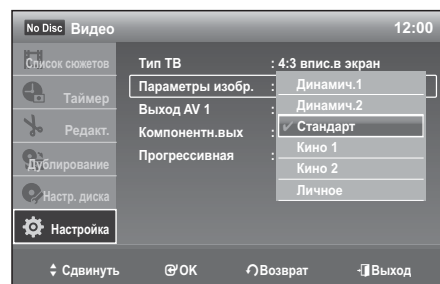 No Disc Видео 12:00
Список сюжетов
Таймер
Редакт.
Дублирование
Настр. диска
Настройка
Тип ТВ : 4:3 впис.в экран
Параметры изобр. :
Выход AV 1 :
Компонентн.вых :
Прогрессивная :
Динамич.1
Динамич.2
✔ Стандарт
Кино 1
Кино 2
Личное
Сдвинуть OK Возврат Выход